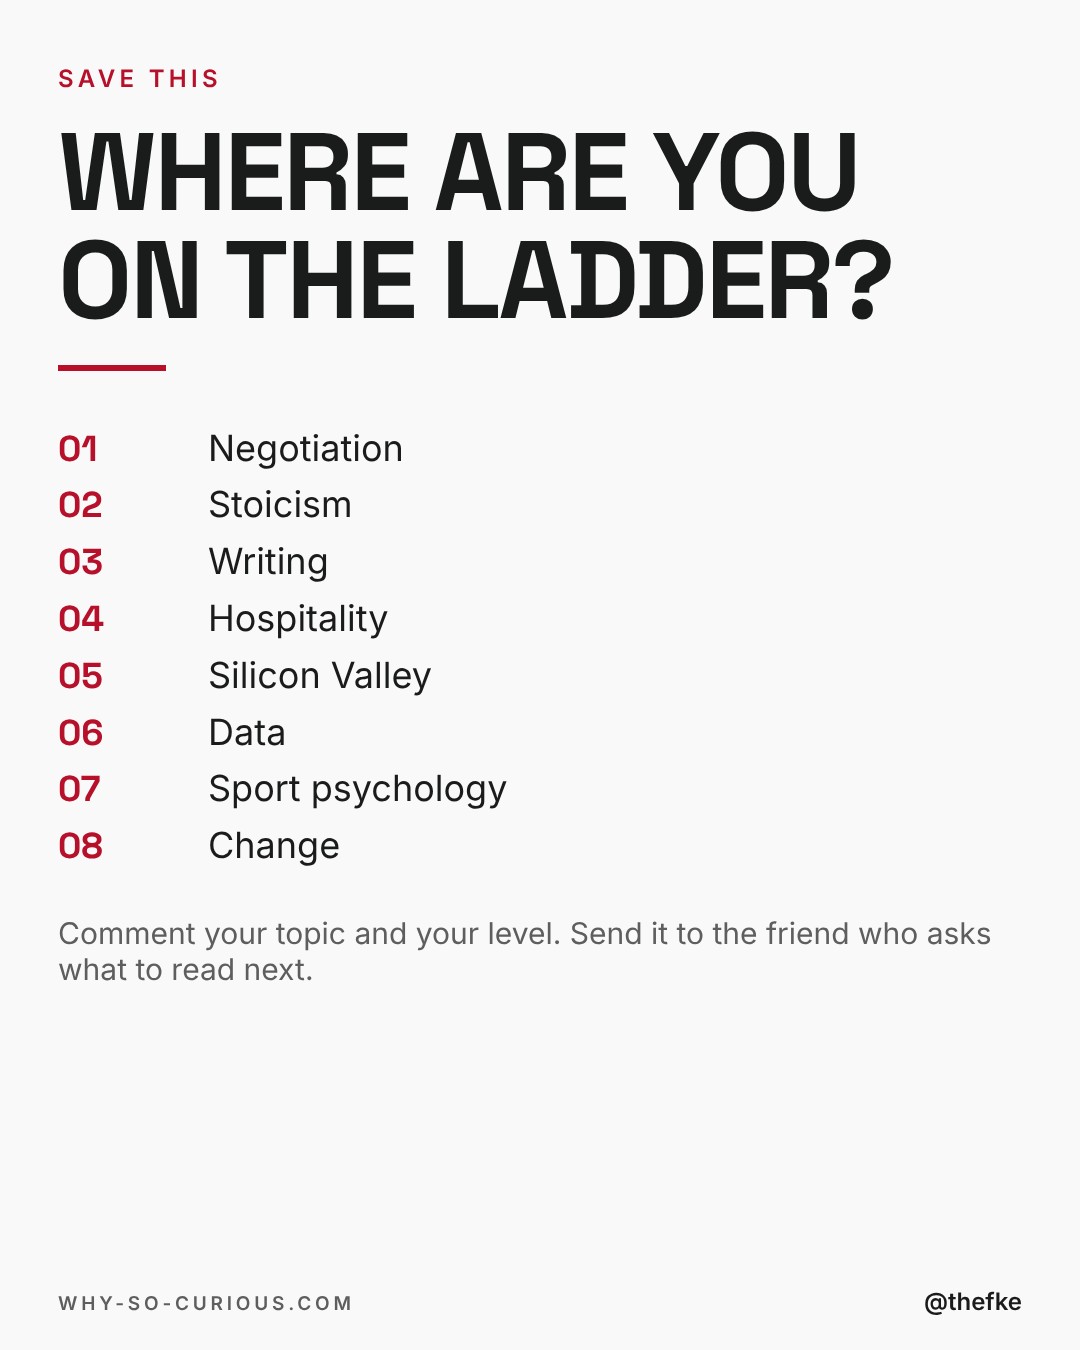 SAVE THIS
WHERE ARE YOU
ON THE LADDER?
01 Negotiation
02 Stoicism
03 Writing
04 Hospitality
05 Silicon Valley
06 Data
07 Sport psychology
08 Change
Comment your topic and your level. Send it to the friend who asks
what to read next.
WHY-SO-CURIOUS.COM @thefke